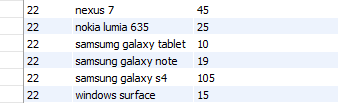 22 nexus 7 45
22 nokia lumia 635 25
22 samsumg galaxy tablet 10
22 samsung galaxy note 19
22 samsung galaxy s4 105
22 windows surface 15